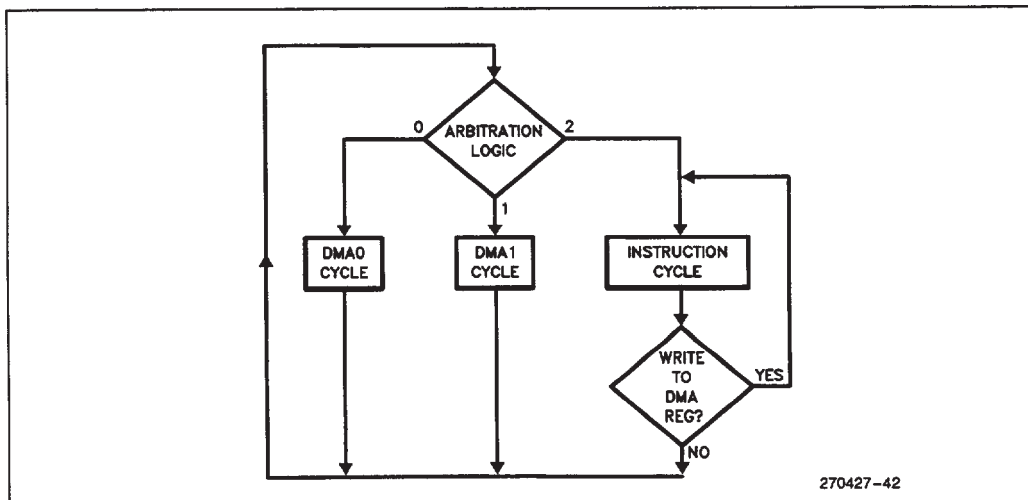 ARBITRATION
LOGIC
0
2
1
DMA0
CYCLE
DMA1
CYCLE
INSTRUCTION
CYCLE
WRITE
TO
DMA
REG?
YES
NO
270427-42